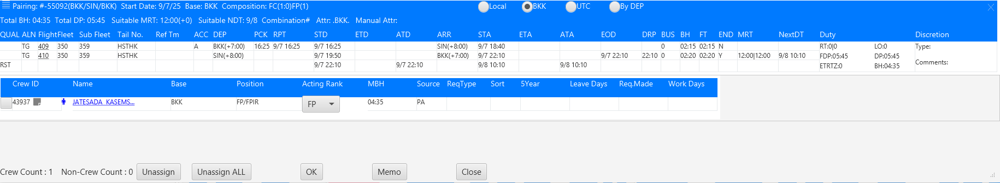 Pairing: #-55092(BKK/SIN/BKK) Start Date: 9/7/25 Base: BKK Composition: FC(1:0)FP(1) Local BKK UTC By DEP
Total BH: 04:35 Total DP: 05:45 Suitable MRT: 12:00(+0) Suitable NDT: 9/8 Combination# Attr: .BKK. Manual Attr:
QUAL ALN Flight Fleet Sub Fleet Tail No. Ref Tm ACC DEP PCK RPT STD ETD ATD ARR STA ETA ATA EOD DRP BUS BH FT END MRT NextDT Duty Discretion
TG 409 350 359 HSTHK A BKK(+7:00) 16:25 9/7 16:25 9/7 16:25 SIN(+8:00) 9/7 18:40 0 02:15 02:15 N RT:0|0 LO:0 Type:
TG 410 350 359 HSTHK SIN(+8:00) 9/7 19:50 BKK(+7:00) 9/7 22:10 9/7 22:10 22:10 0 02:20 02:20 Y 12:00|12:00 9/8 10:10 FDP:05:45 DP:05:45
RST 9/7 22:10 9/7 22:10 9/8 10:10 9/8 10:10 ETRTZ:0 BH:04:35 Comments:
Crew ID Name Base Position Acting Rank MBH Source ReqType Sort 5Year Leave Days Req.Made Work Days
43937 JATESADA KASEMS... BKK FP/FPIR FP 04:35 PA
Crew Count : 1 Non-Crew Count : 0 Unassign Unassign ALL OK Memo Close